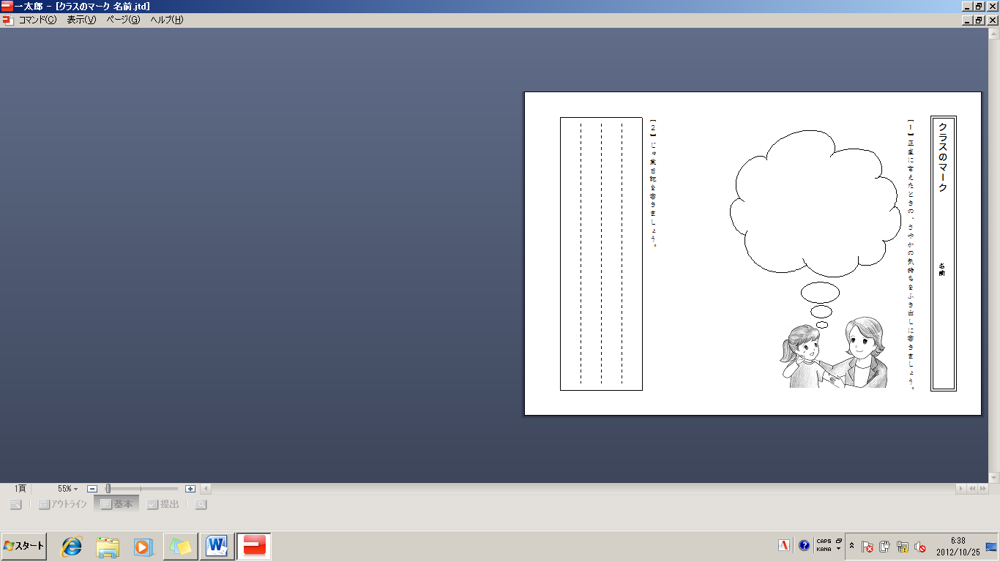 一太郎 - [クラスのマーク 名前.jtd]
コマンド(C) 表示(V) ページ(G) ヘルプ(H)
クラスのマーク 名前
【1】正直に言えたときの、さやかの気持ちをふき出しに書きましょう。
【2】じゅ業日記を書きましょう。
1頁 55%
アウトライン 基本 提出
スタート
A
CAPS
KANA
6:38
2012/10/25